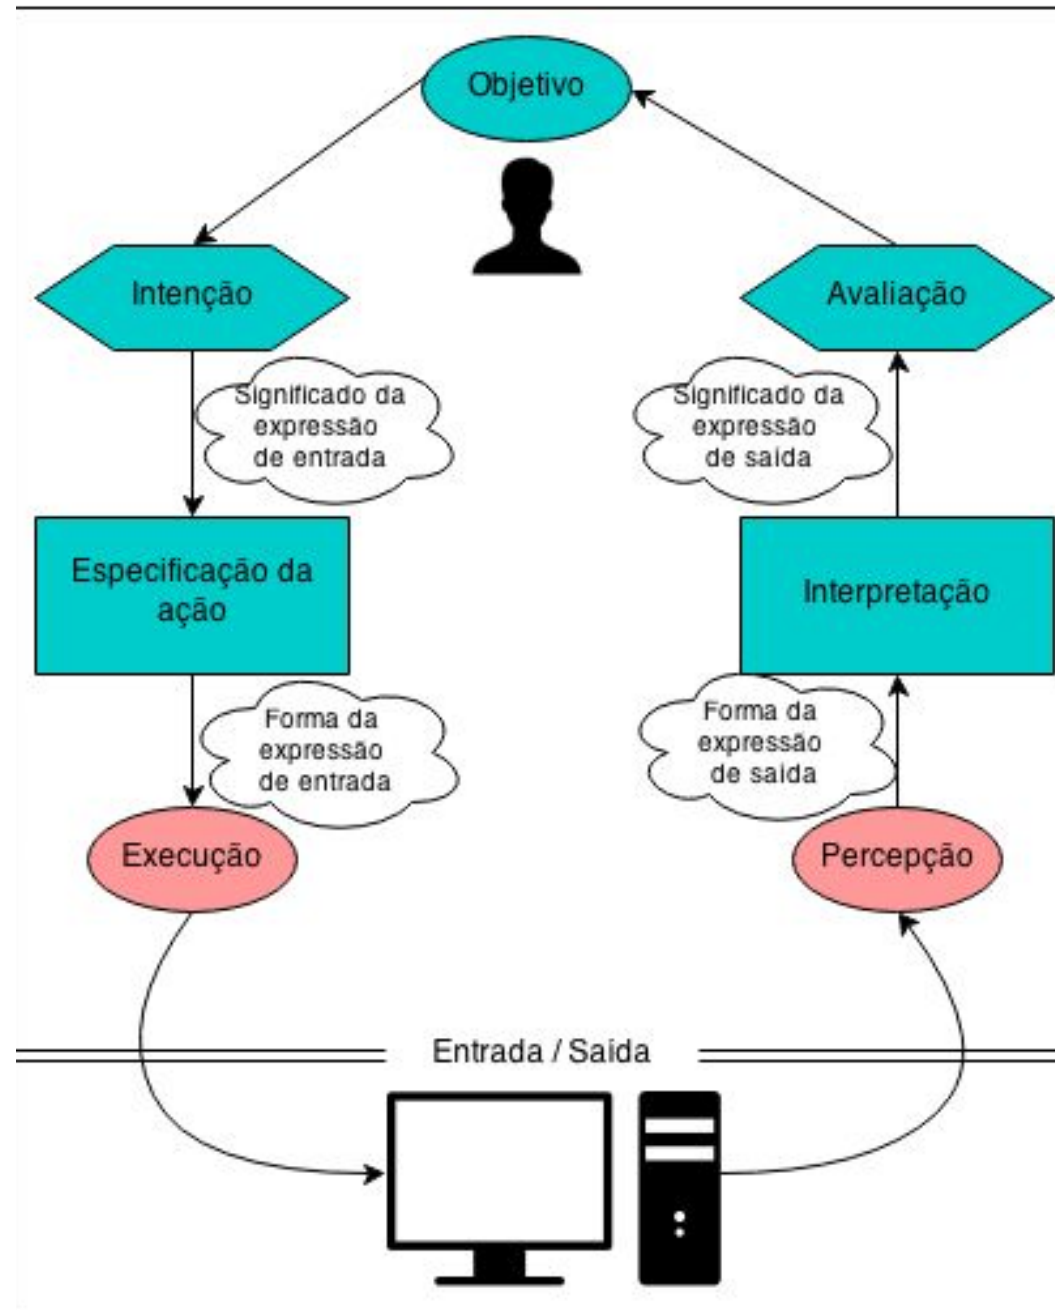 Objetivo
Intenção
Avaliação
Significado da
expressão
de entrada
Significado da
expressão
de saida
Especificação da
ação
Interpretação
Forma da
expressão
de entrada
Forma da
expressão
de saida
Execução
Percepção
Entrada / Saida